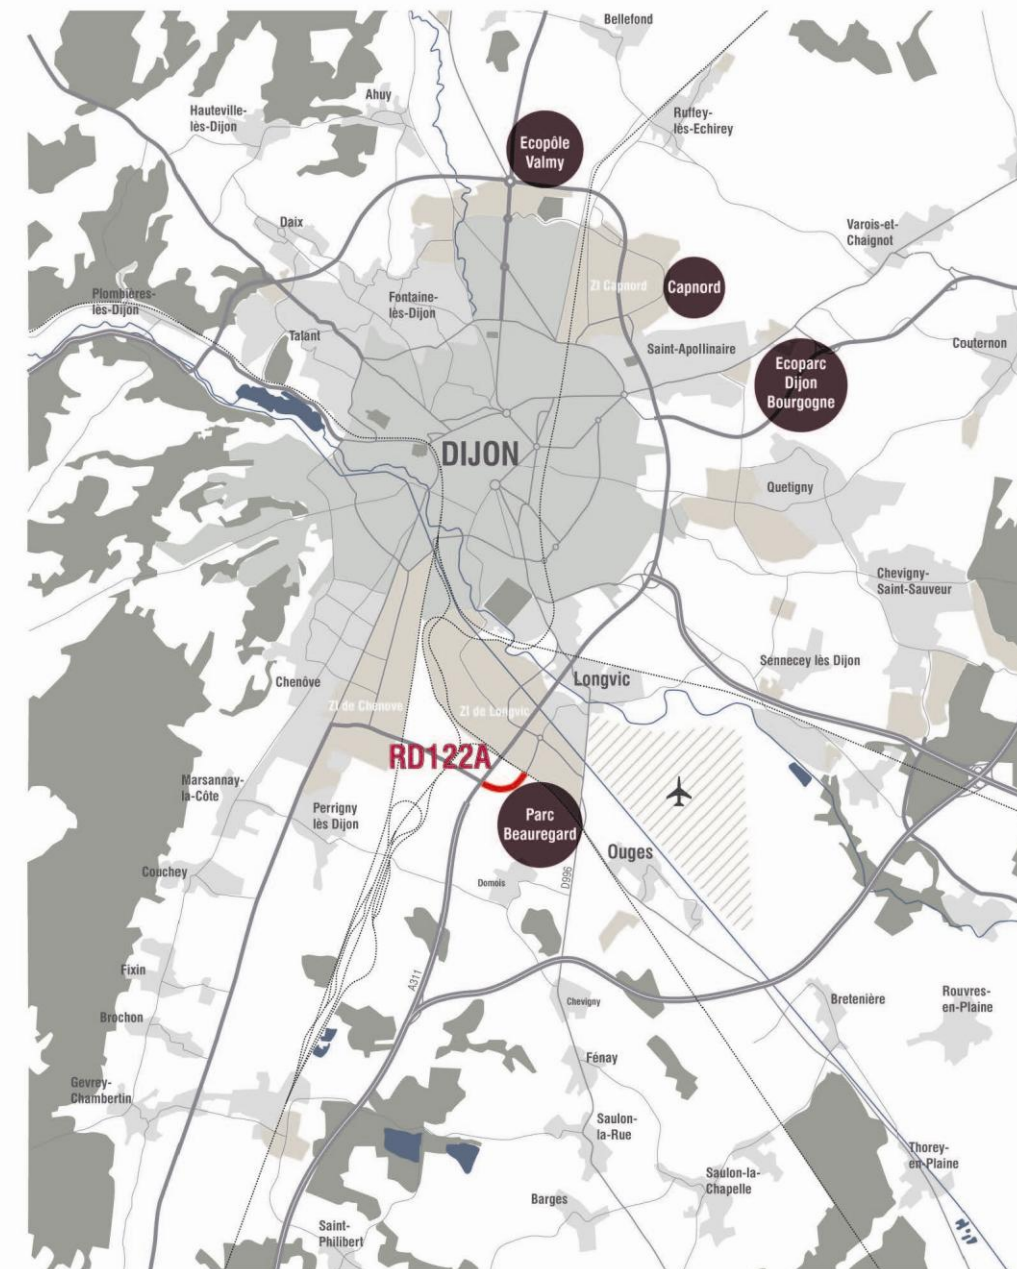 Bellefond
Ahuy
Hauteville-
lès-Dijon
Ruffey-
lès-Echirey
Ecopôle
Valmy
Daix
Varois-et-
Chaignot
ZI Capnord
Capnord
Plombières-
lès-Dijon
Fontaine-
lès-Dijon
Talant
Saint-Apollinaire
Couternon
Ecoparc
Dijon
Bourgogne
DIJON
Quetigny
Chevigny-
Saint-Sauveur
Sennecey lès Dijon
Chenôve
Longvic
ZI de Chenove
ZI de Longvic
RD122A
Marsannay-
la-Côte
Perrigny
lès Dijon
Parc
Beauregard
Ouges
Couchey
Domois
D996
Fixin
A311
Brochon
Chevigny
Bretenière
Rouvres-
en-Plaine
Fénay
Gevrey-
Chambertin
Saulon-
la-Rue
Thorey-
en-Plaine
Saulon-la-
Chapelle
Barges
Saint-
Philibert